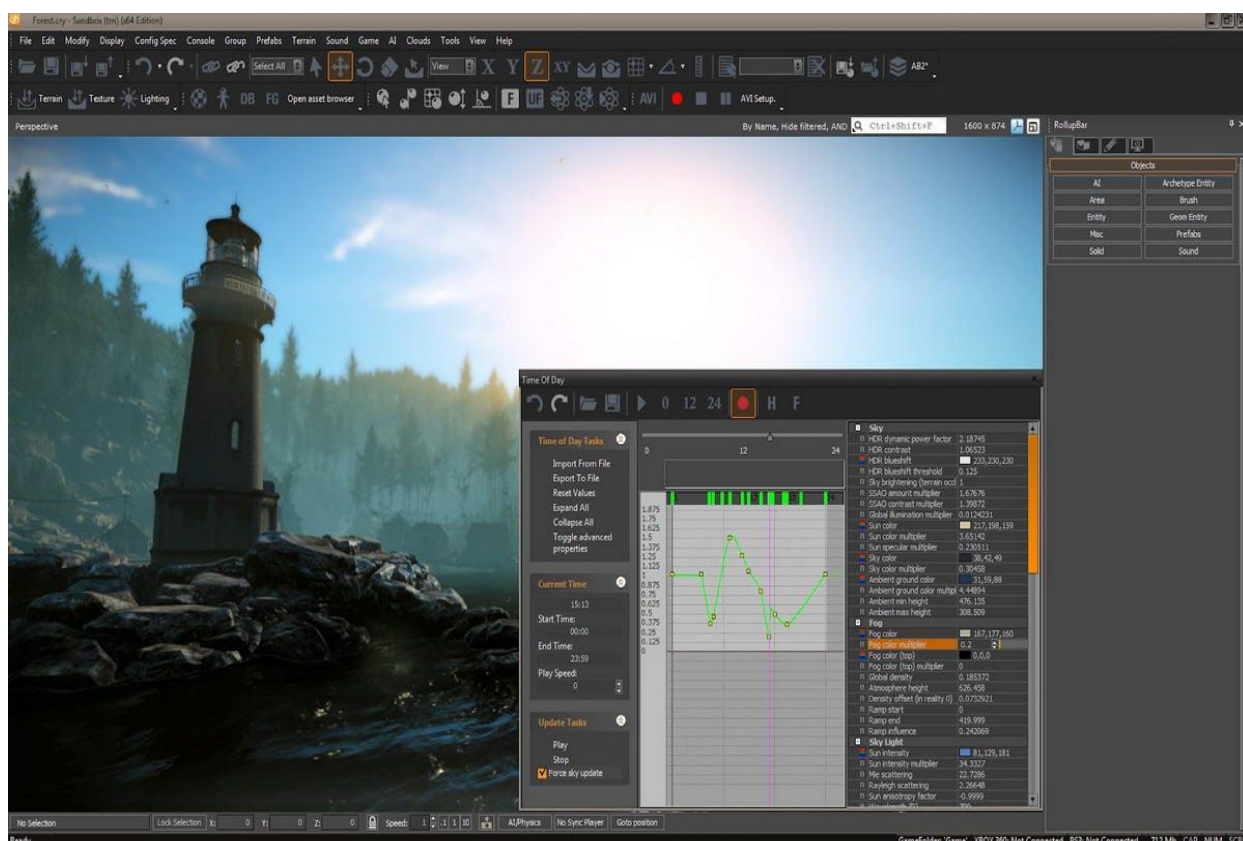 Forest.cry - Sandbox (tm) (x64 Edition)
File Edit Modify Display Config Spec Console Group Prefabs Terrain Sound Game AI Clouds Tools View Help
Select All View X Y Z XY AB2*
Terrain Texture Lighting DB FG Open asset browser F UF AVI AVI Setup.
Perspective By Name, Hide filtered, AND Ctrl+Shift+F 1600 x 874 RollupBar
Objects
AI Archetype Entity
Area Brush
Entity Geom Entity
Misc Prefabs
Solid Sound
Time Of Day
0 12 24 H F
Time of Day Tasks
Import From File
Export To File
Reset Values
Expand All
Collapse All
Toggle advanced
properties
Current Time
15:13
Start Time:
00:00
End Time:
23:59
Play Speed:
0
Update Tasks
Play
Stop
Force sky update
0 12 24
1.875
1.75
1.625
1.5
1.375
1.25
1.125
1
0.875
0.75
0.625
0.5
0.375
0.25
0.125
0
Sky
HDR dynamic power factor 2.18745
HDR contrast 1.06523
HDR blueshift 233,230,230
HDR blueshift threshold 0.125
Sky brightening (terrain occl 1
SSAO amount multiplier 1.67676
SSAO contrast multiplier 1.39872
Global illumination multiplier 0.0124231
Sun color 217,198,159
Sun color multiplier 3.65142
Sun specular multiplier 0.230511
Sky color 38,42,49
Sky color multiplier 0.30458
Ambient ground color 31,59,88
Ambient ground color multipl 4.44894
Ambient min height 476.135
Ambient max height 308.509
Fog
Fog color 167,177,160
Fog color multiplier 0.2
Fog color (top) 0,0,0
Fog color (top) multiplier 0
Global density 0.185372
Atmosphere height 626.458
Density offset (in reality 0) 0.0732921
Ramp start 0
Ramp end 419.999
Ramp influence 0.242069
Sky Light
Sun intensity 81,129,181
Sun intensity multiplier 34.3327
Mie scattering 22.7286
Rayleigh scattering 2.26648
Sun anisotropy factor -0.9999
No Selection Lock Selection X: 0 Y: 0 Z: 0 Speed: 1 .1 1 10 AI/Physics No Sync Player Goto position
Ready